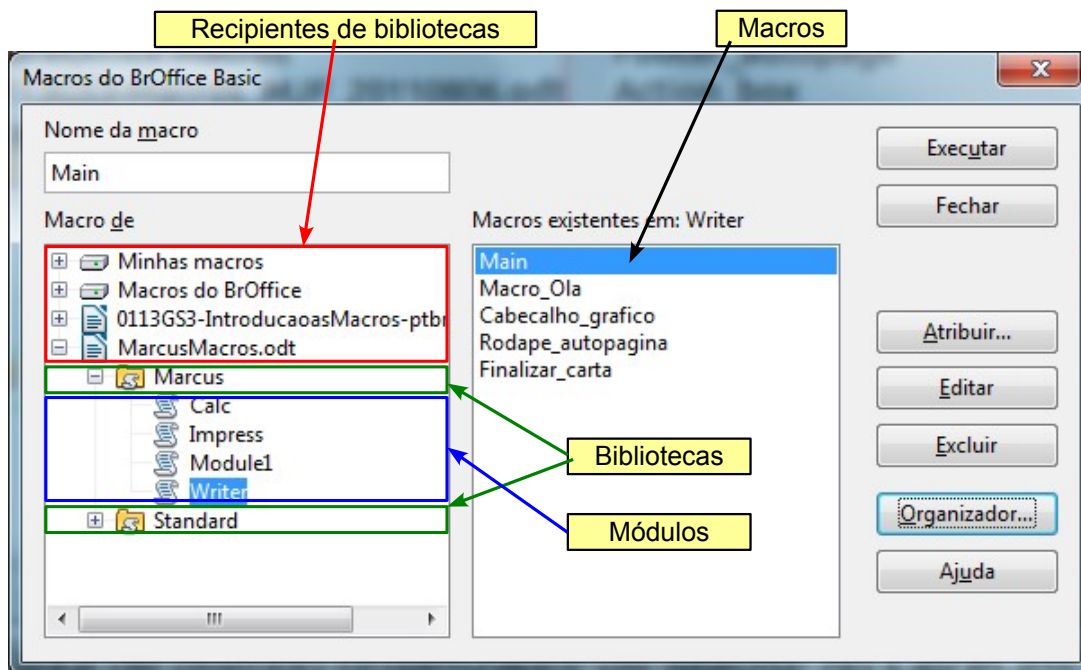 Recipientes de bibliotecas
Macros
Macros do BrOffice Basic
Nome da macro
Main
Macro de
Minhas macros
Macros do BrOffice
0113GS3-IntroducaoasMacros-ptbr
MarcusMacros.odt
Marcus
Calc
Impress
Module1
Writer
Standard
Macros existentes em: Writer
Main
Macro_Ola
Cabecalho_grafico
Rodape_autopagina
Finalizar_carta
Bibliotecas
Módulos
Executar
Fechar
Atribuir...
Editar
Excluir
Organizador...
Ajuda